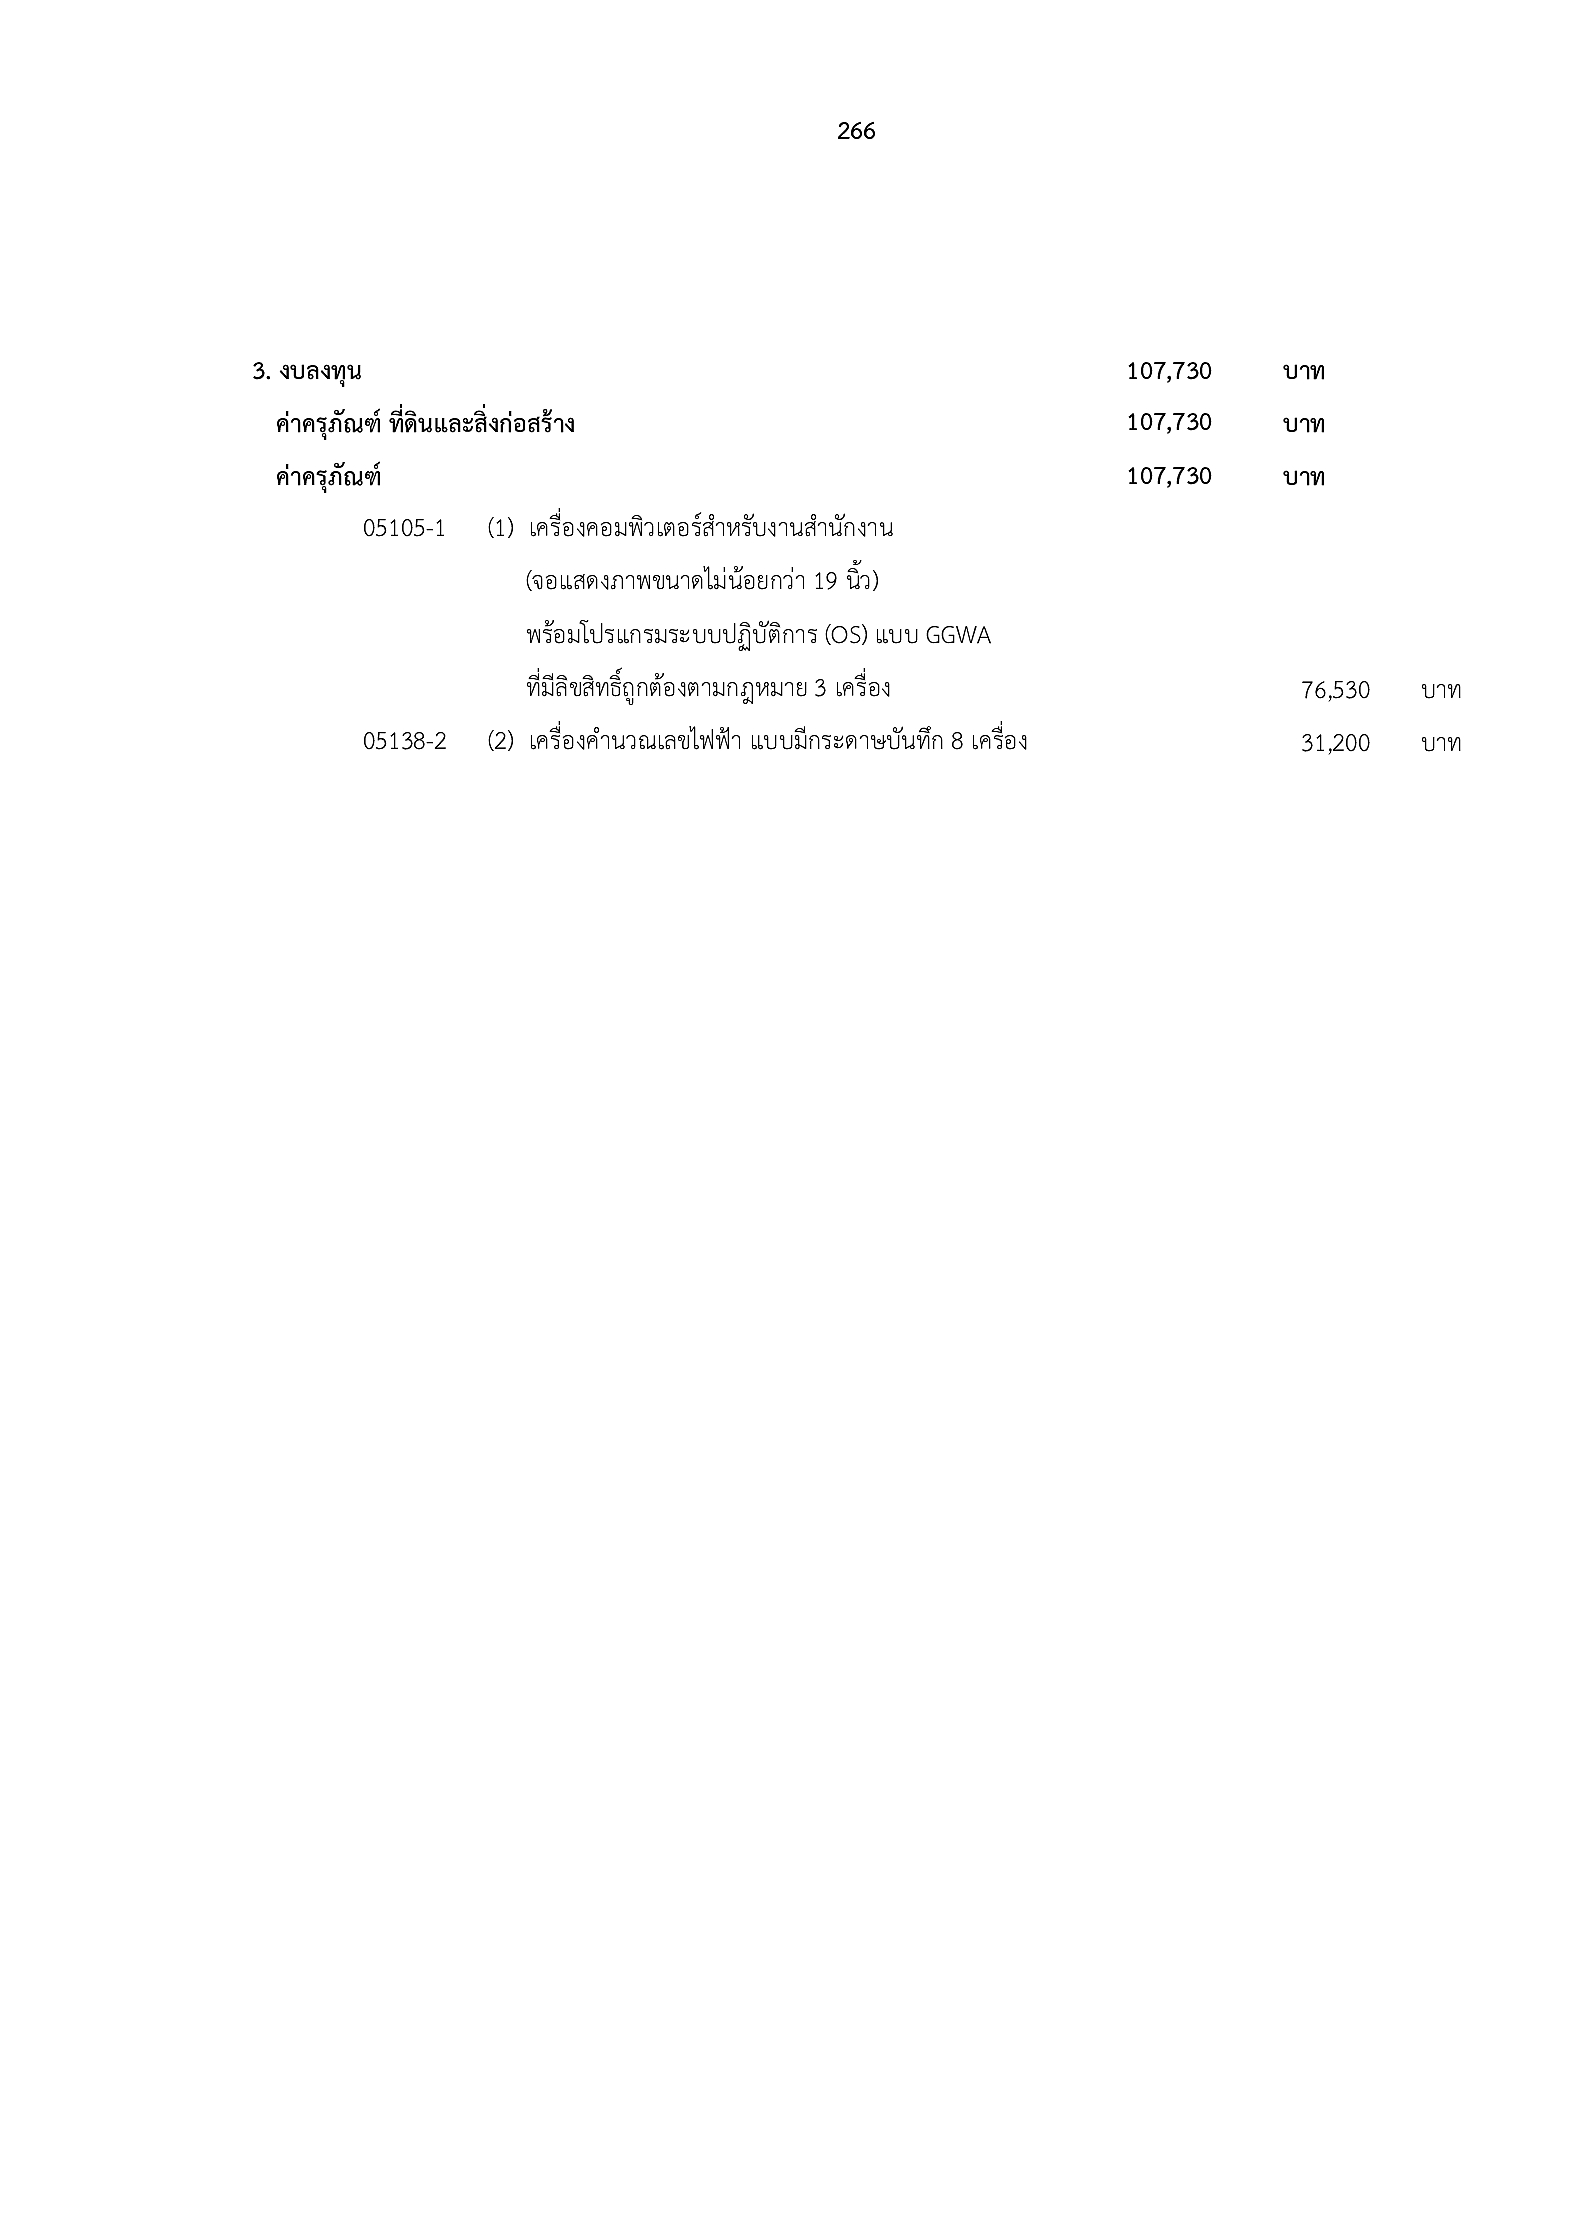 266
3. งบลงทุน 107,730 บาท
ค่าครุภัณฑ์ ที่ดินและสิ่งก่อสร้าง 107,730 บาท
ค่าครุภัณฑ์ 107,730 บาท
05105-1 (1) เครื่องคอมพิวเตอร์สำหรับงานสำนักงาน
(จอแสดงภาพขนาดไม่น้อยกว่า 19 นิ้ว)
พร้อมโปรแกรมระบบปฏิบัติการ (OS) แบบ GGWA
ที่มีลิขสิทธิ์ถูกต้องตามกฎหมาย 3 เครื่อง 76,530 บาท
05138-2 (2) เครื่องคำนวณเลขไฟฟ้า แบบมีกระดาษบันทึก 8 เครื่อง 31,200 บาท